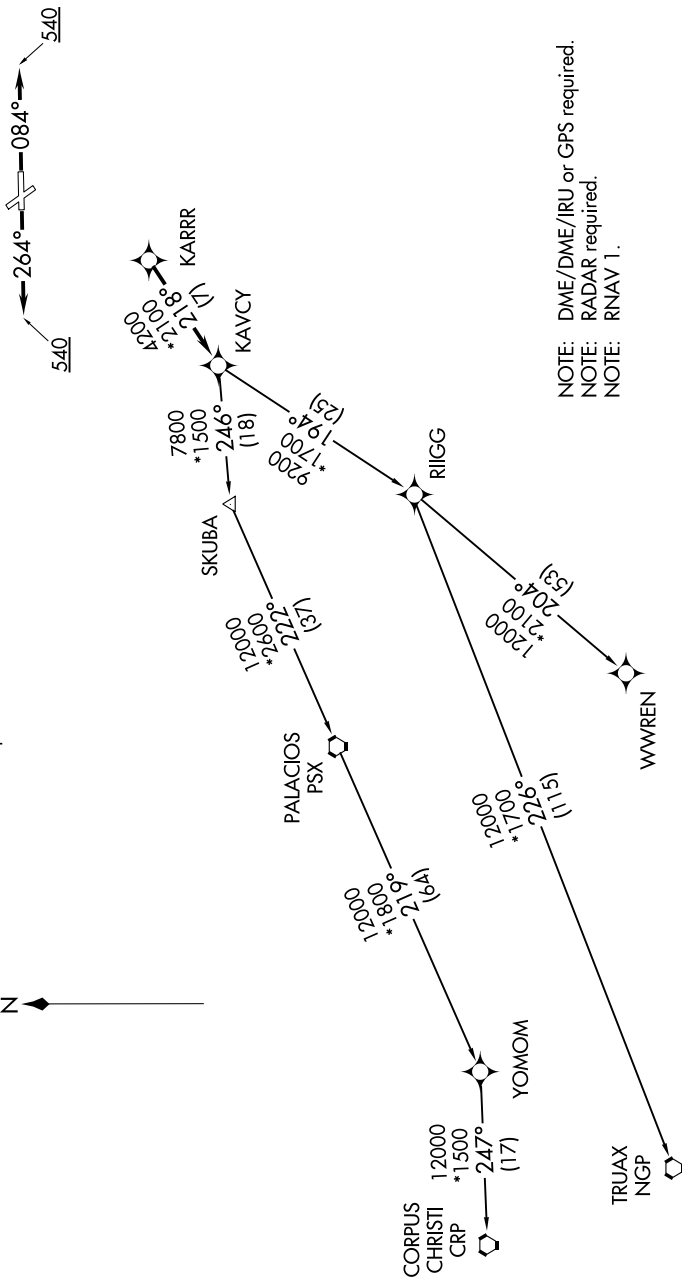 540
264°
084°
540
KARRR
4200
*2100
218°
(7)
KAVCY
7800
*1500
246°
(18)
9200
*1700
194°
(25)
SKUBA
RIIGG
12000
*2600
222°
(37)
12000
*2100
204°
(53)
WWREN
PALACIOS
PSX
12000
*1700
226°
(115)
12000
*1800
219°
(64)
N
YOMOM
12000
*1500
247°
(17)
CORPUS
CHRISTI
CRP
TRUAX
NGP
NOTE: DME/DME/IRU or GPS required.
NOTE: RADAR required.
NOTE: RNAV 1.